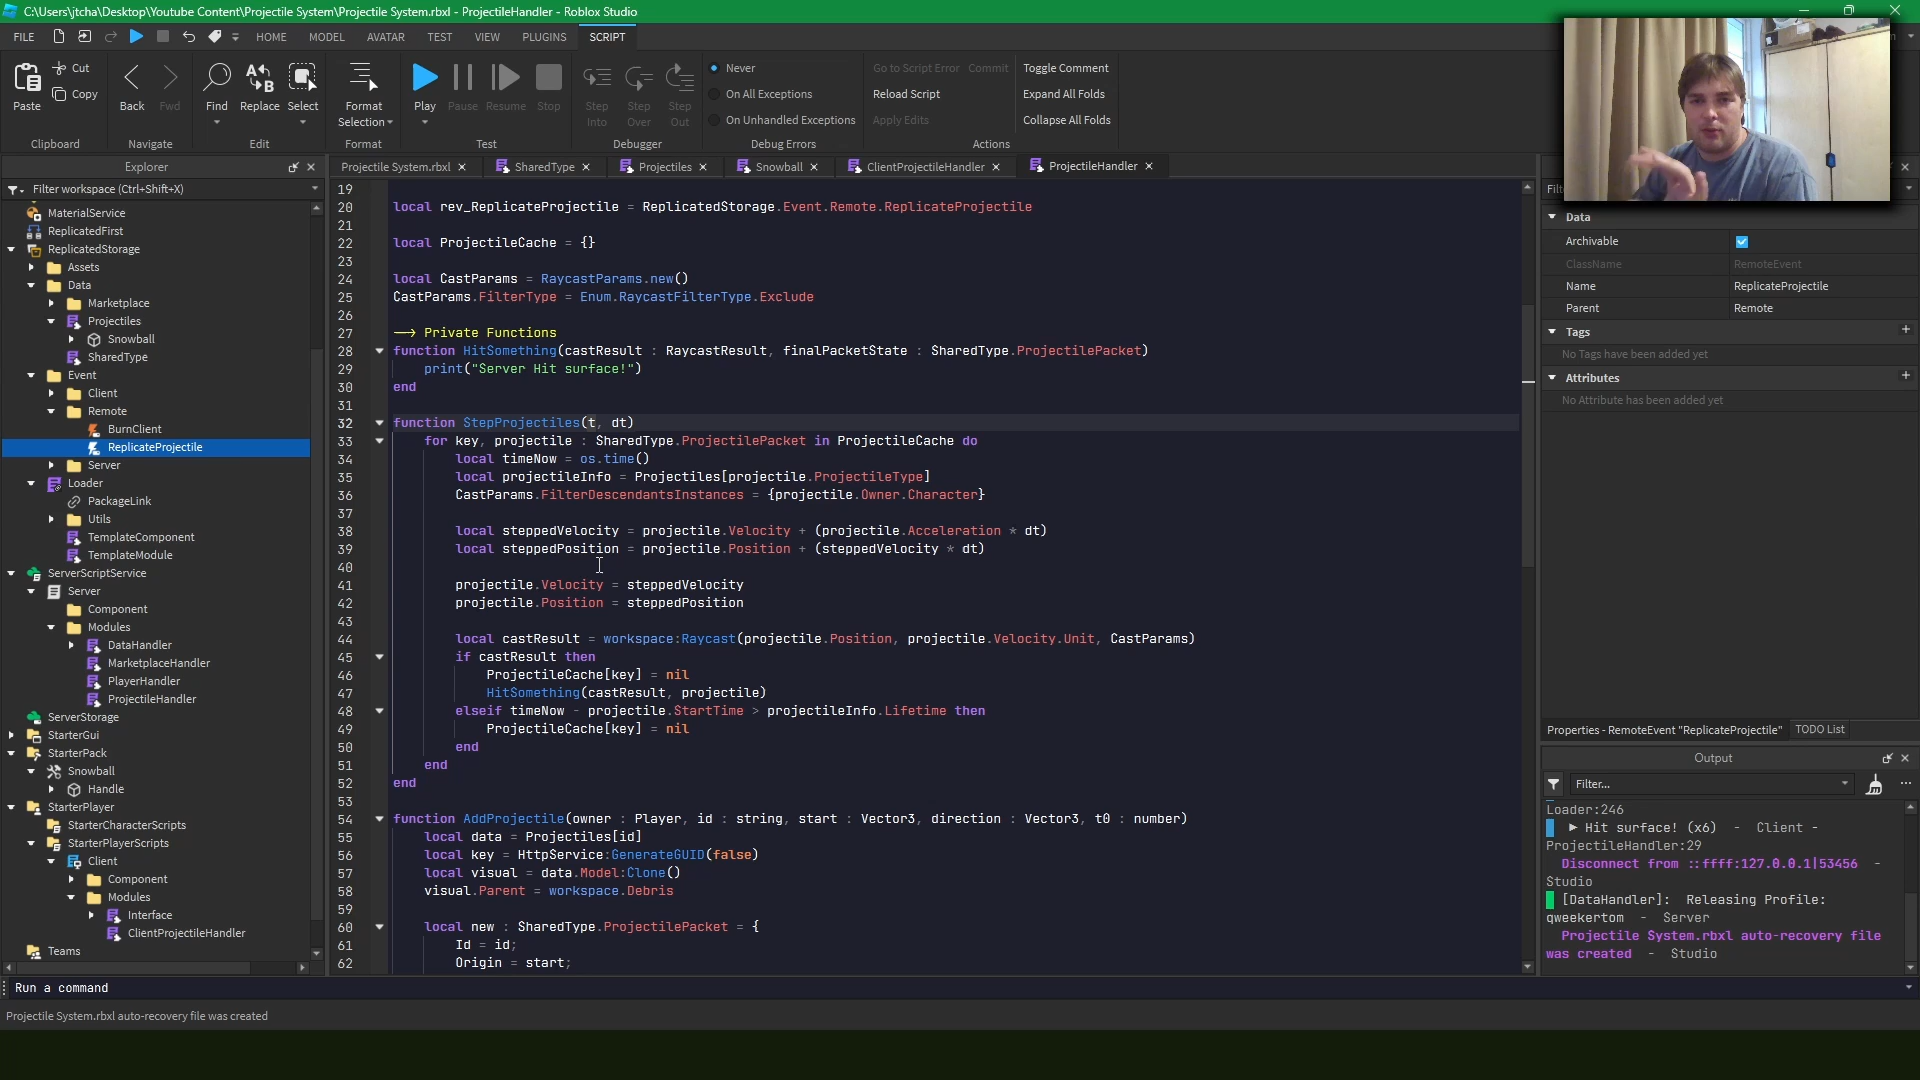 C:\Users\jtcha\Desktop\Youtube Content\Projectile System\Projectile System.rbxl - ProjectileHandler - Roblox Studio
FILE HOME MODEL AVATAR TEST VIEW PLUGINS SCRIPT
Paste Cut Copy Back Fwd Find Replace Select Format Selection Play Pause Resume Stop Step Into Step Over Step Out
Never
On All Exceptions
On Unhandled Exceptions
Go to Script Error Commit
Reload Script
Apply Edits
Toggle Comment
Expand All Folds
Collapse All Folds
Clipboard Navigate Edit Format Test Debugger Debug Errors Actions
Explorer
Filter workspace (Ctrl+Shift+X)
MaterialService
ReplicatedFirst
ReplicatedStorage
Assets
Data
Marketplace
Projectiles
Snowball
SharedType
Event
Client
Remote
BurnClient
ReplicateProjectile
Server
Loader
PackageLink
Utils
TemplateComponent
TemplateModule
ServerScriptService
Server
Component
Modules
DataHandler
MarketplaceHandler
PlayerHandler
ProjectileHandler
ServerStorage
StarterGui
StarterPack
Snowball
Handle
StarterPlayer
StarterCharacterScripts
StarterPlayerScripts
Client
Component
Modules
Interface
ClientProjectileHandler
Teams
Projectile System.rbxl SharedType Projectiles Snowball ClientProjectileHandler ProjectileHandler
19
20 local rev_ReplicateProjectile = ReplicatedStorage.Event.Remote.ReplicateProjectile
21
22 local ProjectileCache = {}
23
24 local CastParams = RaycastParams.new()
25 CastParams.FilterType = Enum.RaycastFilterType.Exclude
26
27 --> Private Functions
28 function HitSomething(castResult : RaycastResult, finalPacketState : SharedType.ProjectilePacket)
29 print("Server Hit surface!")
30 end
31
32 function StepProjectiles(t, dt)
33 for key, projectile : SharedType.ProjectilePacket in ProjectileCache do
34 local timeNow = os.time()
35 local projectileInfo = Projectiles[projectile.ProjectileType]
36 CastParams.FilterDescendantsInstances = {projectile.Owner.Character}
37
38 local steppedVelocity = projectile.Velocity + (projectile.Acceleration * dt)
39 local steppedPosition = projectile.Position + (steppedVelocity * dt)
40
41 projectile.Velocity = steppedVelocity
42 projectile.Position = steppedPosition
43
44 local castResult = workspace:Raycast(projectile.Position, projectile.Velocity.Unit, CastParams)
45 if castResult then
46 ProjectileCache[key] = nil
47 HitSomething(castResult, projectile)
48 elseif timeNow - projectile.StartTime > projectileInfo.Lifetime then
49 ProjectileCache[key] = nil
50 end
51 end
52 end
53
54 function AddProjectile(owner : Player, id : string, start : Vector3, direction : Vector3, t0 : number)
55 local data = Projectiles[id]
56 local key = HttpService:GenerateGUID(false)
57 local visual = data.Model:Clone()
58 visual.Parent = workspace.Debris
59
60 local new : SharedType.ProjectilePacket = {
61 Id = id;
62 Origin = start;
Data
Archivable
ClassName RemoteEvent
Name ReplicateProjectile
Parent Remote
Tags +
No Tags have been added yet
Attributes +
No Attribute has been added yet
Properties - RemoteEvent "ReplicateProjectile" TODO List
Output
Filter...
Loader:246
Hit surface! (x6) - Client -
ProjectileHandler:29
Disconnect from ::ffff:127.0.0.1|53456 -
Studio
[DataHandler]: Releasing Profile:
qweekertom - Server
Projectile System.rbxl auto-recovery file
was created - Studio
Run a command
Projectile System.rbxl auto-recovery file was created